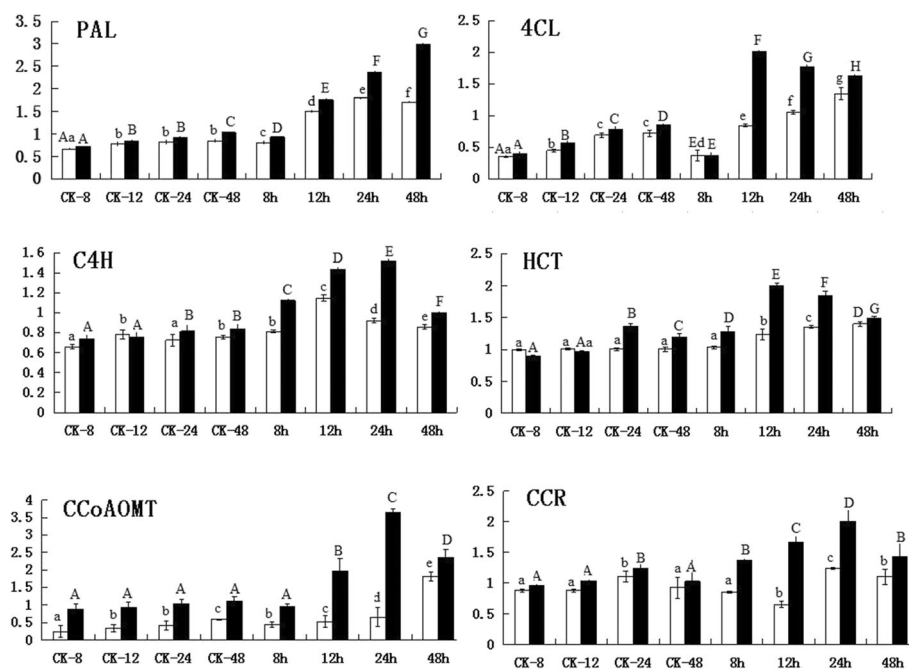 PAL
3.5
3
2.5
2
1.5
1
0.5
0
Aa A b B b B b C c D d E e F f G
CK-8 CK-12 CK-24 CK-48 8h 12h 24h 48h
4CL
2.5
2
1.5
1
0.5
0
Aa A b B c C c D Ed E e F f G g H
CK-8 CK-12 CK-24 CK-48 8h 12h 24h 48h
C4H
1.6
1.4
1.2
1
0.8
0.6
0.4
0.2
0
a A b A a B b B b C c D d E e F
CK-8 CK-12 CK-24 CK-48 8h 12h 24h 48h
HCT
2.5
2
1.5
1
0.5
0
a A a Aa a B a C a D b E c F D G
CK-8 CK-12 CK-24 CK-48 8h 12h 24h 48h
CCoAOMT
4
3.5
3
2.5
2
1.5
1
0.5
0
a A b A b A c A b A c B c C e D
CK-8 CK-12 CK-24 CK-48 8h 12h 24h 48h
CCR
2.5
2
1.5
1
0.5
0
a A a A b B a A a B b C c D b B
CK-8 CK-12 CK-24 CK-48 8h 12h 24h 48h